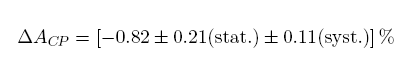 ΔA_{CP} = [−0.82 ± 0.21(stat.) ± 0.11(syst.)] %